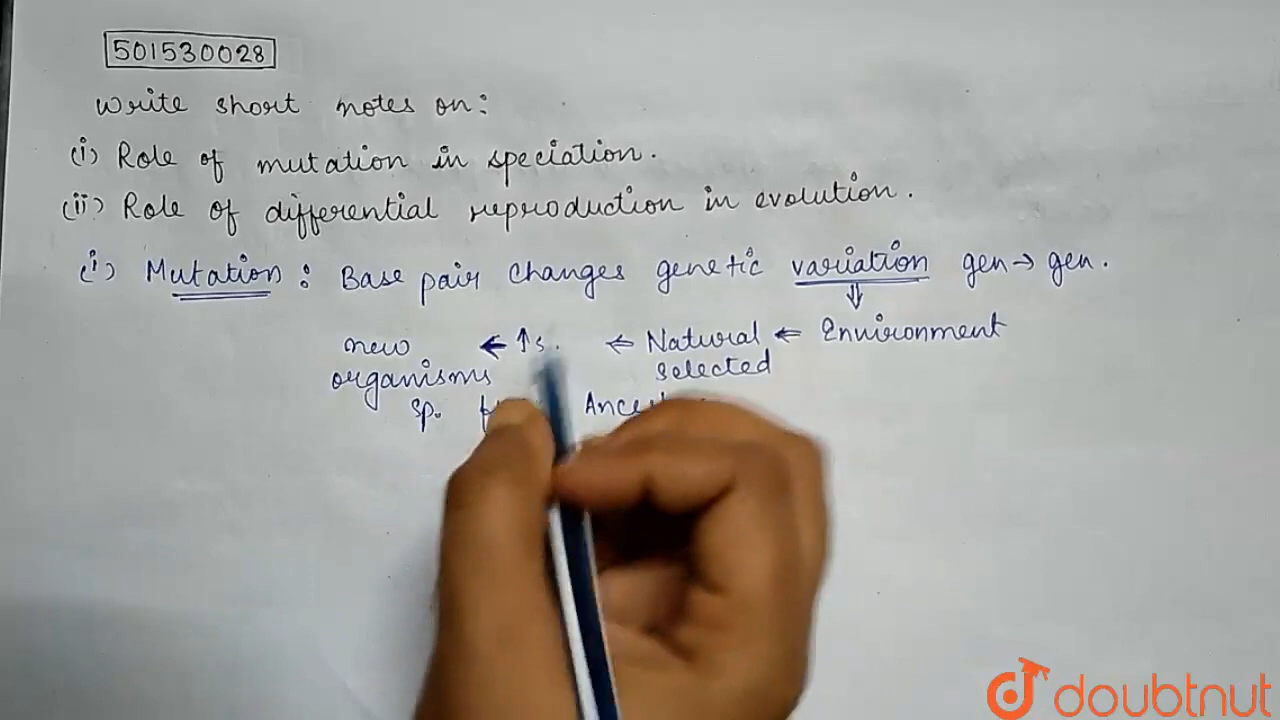 501530028
write short notes on:
(i) Role of mutation in speciation.
(ii) Role of differential reproduction in evolution.
(i) Mutation: Base pair changes genetic variation gen → gen.
⇓
new ← ↑s. ⇐ Natural ⇐ Environment
organisms selected
sp.
doubtnut